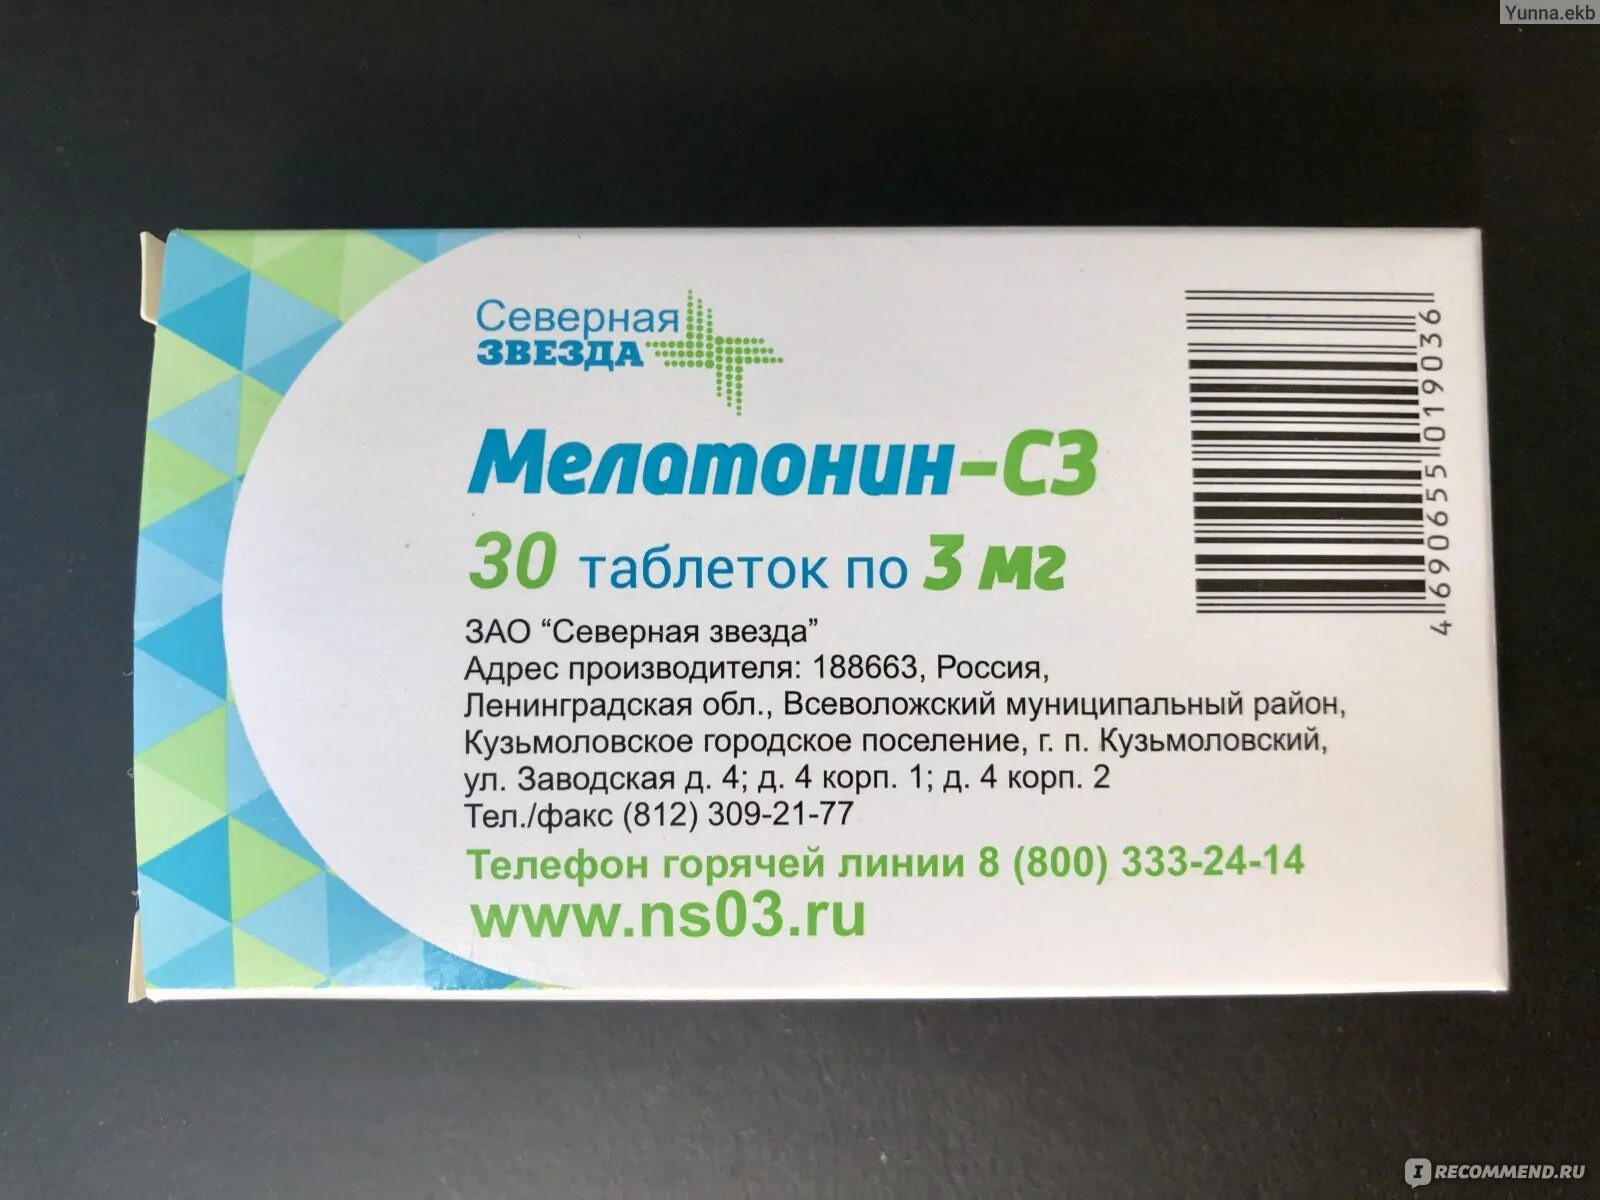 Yunna.ekb
Северная
ЗВЕЗДА
Мелатонин-СЗ
30 таблеток по 3 мг
ЗАО “Северная звезда”
Адрес производителя: 188663, Россия,
Ленинградская обл., Всеволожский муниципальный район,
Кузьмоловское городское поселение, г. п. Кузьмоловский,
ул. Заводская д. 4; д. 4 корп. 1; д. 4 корп. 2
Тел./факс (812) 309-21-77
Телефон горячей линии 8 (800) 333-24-14
www.ns03.ru
4 690655 019036
I RECOMMEND.RU